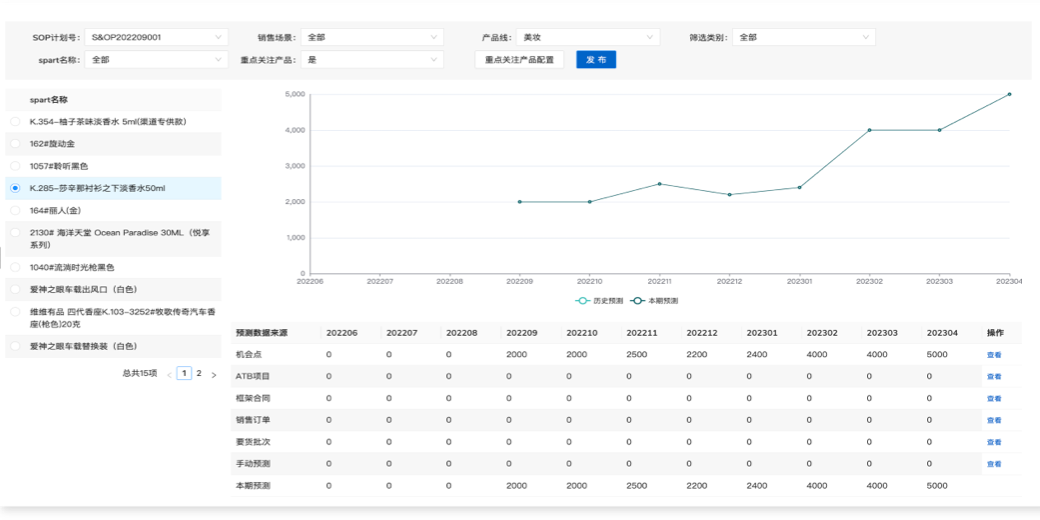 SOP计划号： S&OP202209001 销售场景： 全部 产品线： 美妆 筛选类别： 全部
spart名称： 全部 重点关注产品： 是 重点关注产品配置 发 布
spart名称
K.354-柚子茶味淡香水 5ml(渠道专供款)
162#旋动金
1057#聆听黑色
K.285-莎辛那衬衫之下淡香水50ml
164#丽人(金)
2130# 海洋天堂 Ocean Paradise 30ML（悦享
系列）
1040#流淌时光枪黑色
爱神之眼车载出风口（白色）
维维有品 四代香座K.103-3252#牧歌传奇汽车香
座(枪色)20克
爱神之眼车载替换装（白色）
总共15项 < 1 2 >
5,000
4,000
3,000
2,000
1,000
0
202206 202207 202208 202209 202210 202211 202212 202301 202302 202303 202304
历史预测 本期预测
预测数据来源 202206 202207 202208 202209 202210 202211 202212 202301 202302 202303 202304 操作
机会点 0 0 0 2000 2000 2500 2200 2400 4000 4000 5000 查看
ATB项目 0 0 0 0 0 0 0 0 0 0 0 查看
框架合同 0 0 0 0 0 0 0 0 0 0 0 查看
销售订单 0 0 0 0 0 0 0 0 0 0 0 查看
要货批次 0 0 0 0 0 0 0 0 0 0 0 查看
手动预测 0 0 0 0 0 0 0 0 0 0 0 查看
本期预测 0 0 0 2000 2000 2500 2200 2400 4000 4000 5000